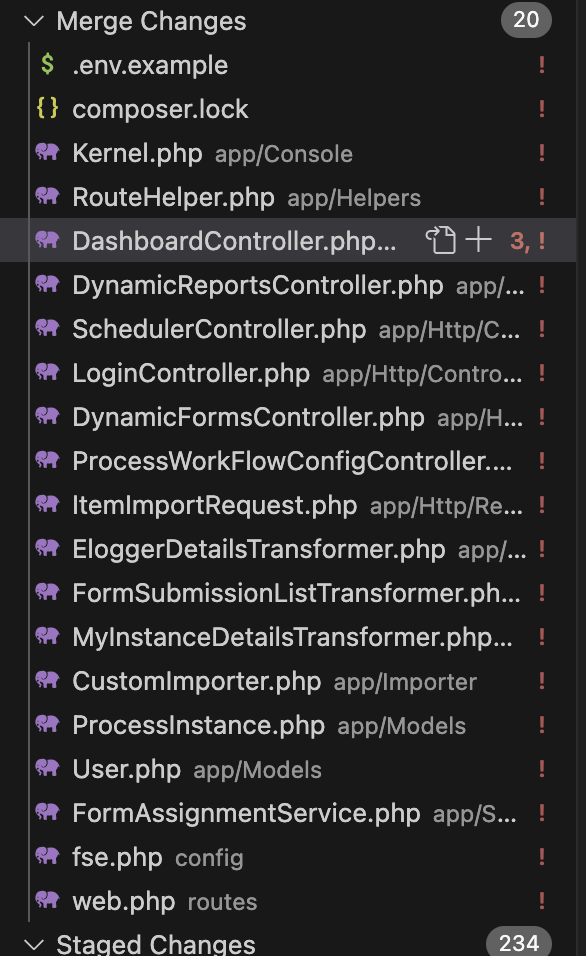 Merge Changes 20
$ .env.example !
{} composer.lock !
Kernel.php app/Console !
RouteHelper.php app/Helpers !
DashboardController.php... 3, !
DynamicReportsController.php app/... !
SchedulerController.php app/Http/C... !
LoginController.php app/Http/Contro... !
DynamicFormsController.php app/H... !
ProcessWorkFlowConfigController.... !
ItemImportRequest.php app/Http/Re... !
EloggerDetailsTransformer.php app/... !
FormSubmissionListTransformer.ph... !
MyInstanceDetailsTransformer.php... !
CustomImporter.php app/Importer !
ProcessInstance.php app/Models !
User.php app/Models !
FormAssignmentService.php app/S... !
fse.php config !
web.php routes !
Staged Changes 234